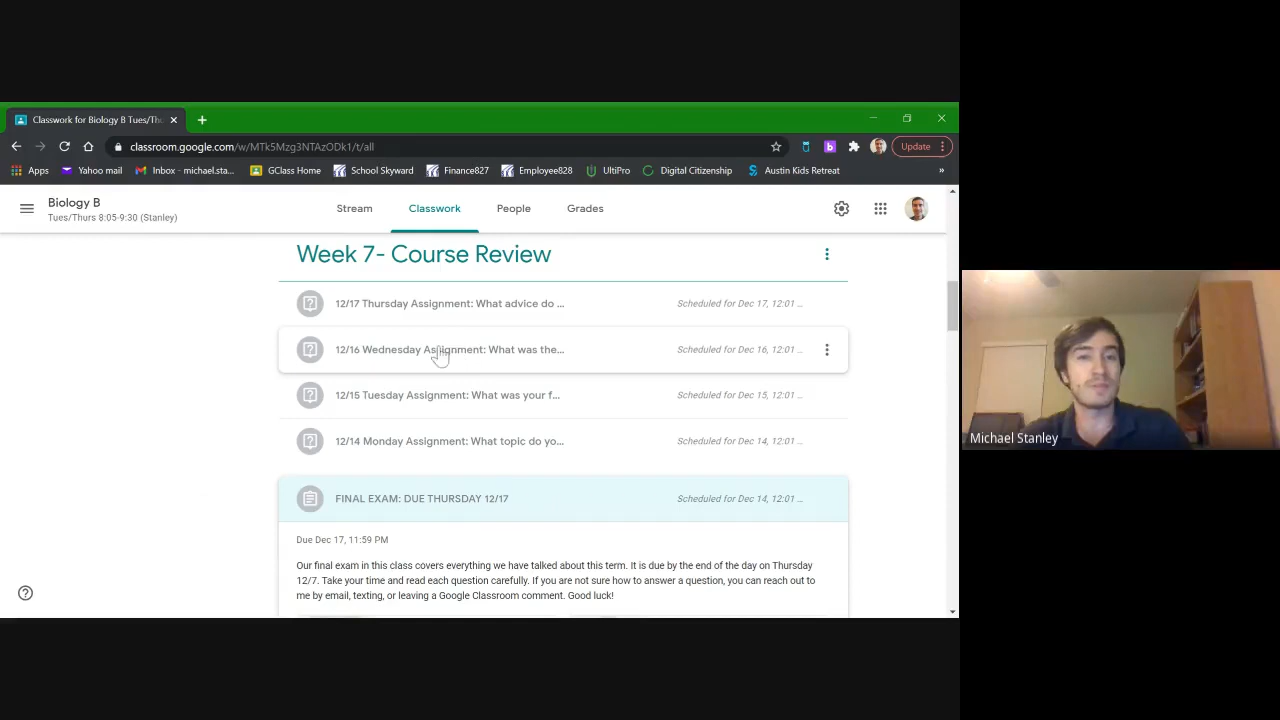 Classwork for Biology B Tues/Thu
classroom.google.com/w/MTk5Mzg3NTAzODk1/t/all
Update
Apps
Yahoo mail
Inbox - michael.sta...
GClass Home
School Skyward
Finance827
Employee828
UltiPro
Digital Citizenship
Austin Kids Retreat
»
Biology B
Tues/Thurs 8:05-9:30 (Stanley)
Stream
Classwork
People
Grades
Week 7- Course Review
12/17 Thursday Assignment: What advice do ...
Scheduled for Dec 17, 12:01 ...
12/16 Wednesday Assignment: What was the...
Scheduled for Dec 16, 12:01 ...
12/15 Tuesday Assignment: What was your f...
Scheduled for Dec 15, 12:01 ...
12/14 Monday Assignment: What topic do yo...
Scheduled for Dec 14, 12:01 ...
FINAL EXAM: DUE THURSDAY 12/17
Scheduled for Dec 14, 12:01 ...
Due Dec 17, 11:59 PM
Our final exam in this class covers everything we have talked about this term. It is due by the end of the day on Thursday
12/7. Take your time and read each question carefully. If you are not sure how to answer a question, you can reach out to
me by email, texting, or leaving a Google Classroom comment. Good luck!
Michael Stanley